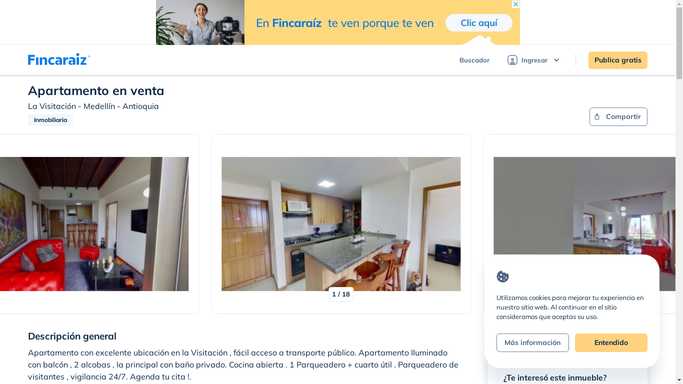 En Fincaraíz te ven porque te ven
Clic aquí
Fincaraiz
Buscador
Ingresar
Publica gratis
Apartamento en venta
La Visitación - Medellín - Antioquia
Inmobiliaria
Compartir
1 / 18
Descripción general
Apartamento con excelente ubicación en la Visitación , fácil acceso a transporte público. Apartamento Iluminado
con balcón , 2 alcobas , la principal con baño privado. Cocina abierta . 1 Parqueadero + cuarto útil . Parqueadero de
visitantes , vigilancia 24/7. Agenda tu cita !.
Utilizamos cookies para mejorar tu experiencia en
nuestro sitio web. Al continuar en el sitio
consideramos que aceptas su uso.
Más información
Entendido
¿Te interesó este inmueble?